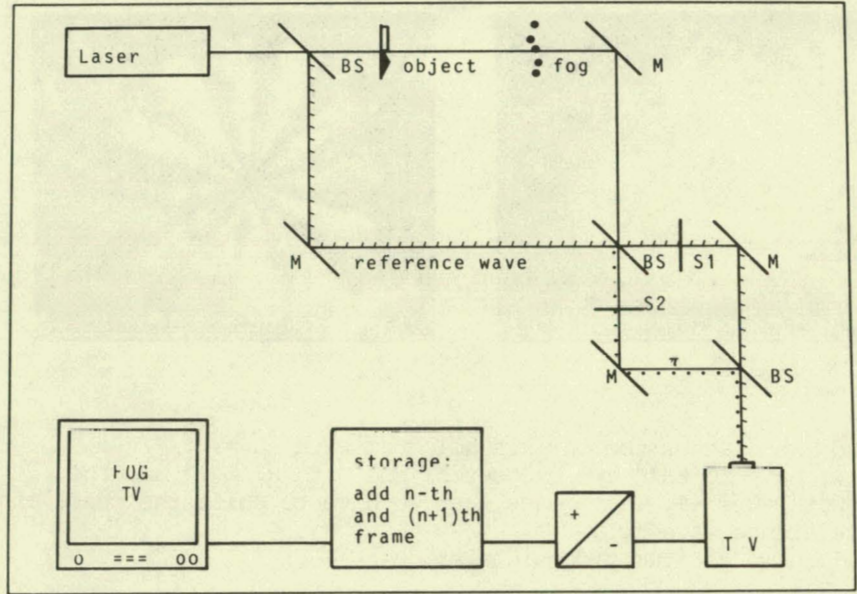 Laser
BS object fog M
M reference wave BS S1 M
S2
M π BS
FOG
TV
O === OO
storage:
add n-th
and (n+1)th
frame
+
-
T V